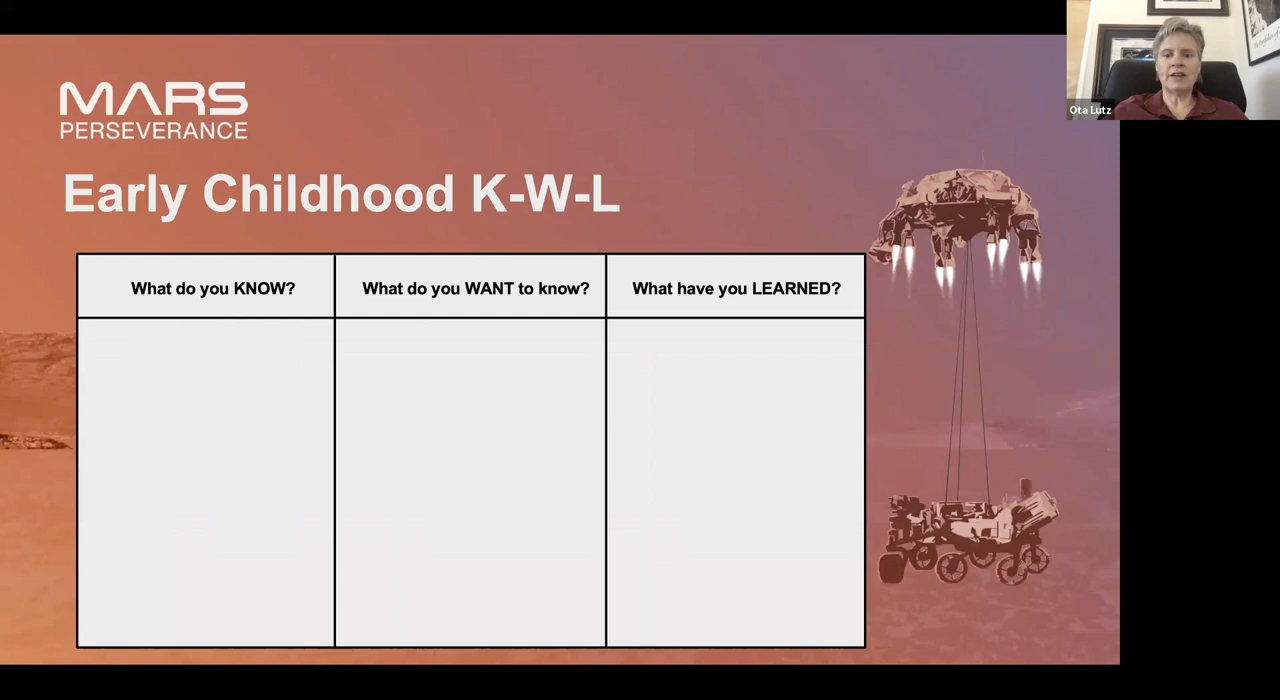 MARS
PERSEVERANCE
Early Childhood K-W-L
What do you KNOW?
What do you WANT to know?
What have you LEARNED?
Ota Lutz